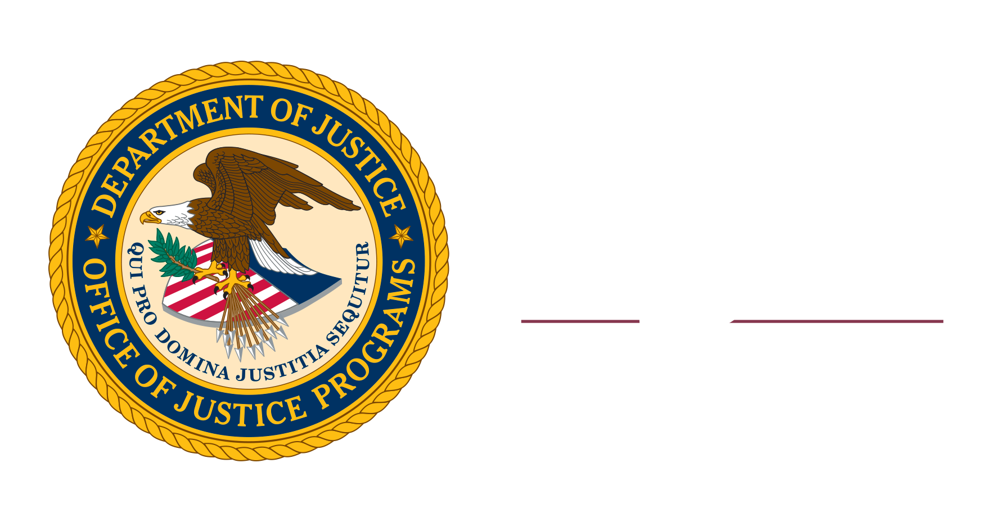 DEPARTMENT OF JUSTICE
OFFICE OF JUSTICE PROGRAMS
QUI PRO DOMINA JUSTITIA SEQUITUR